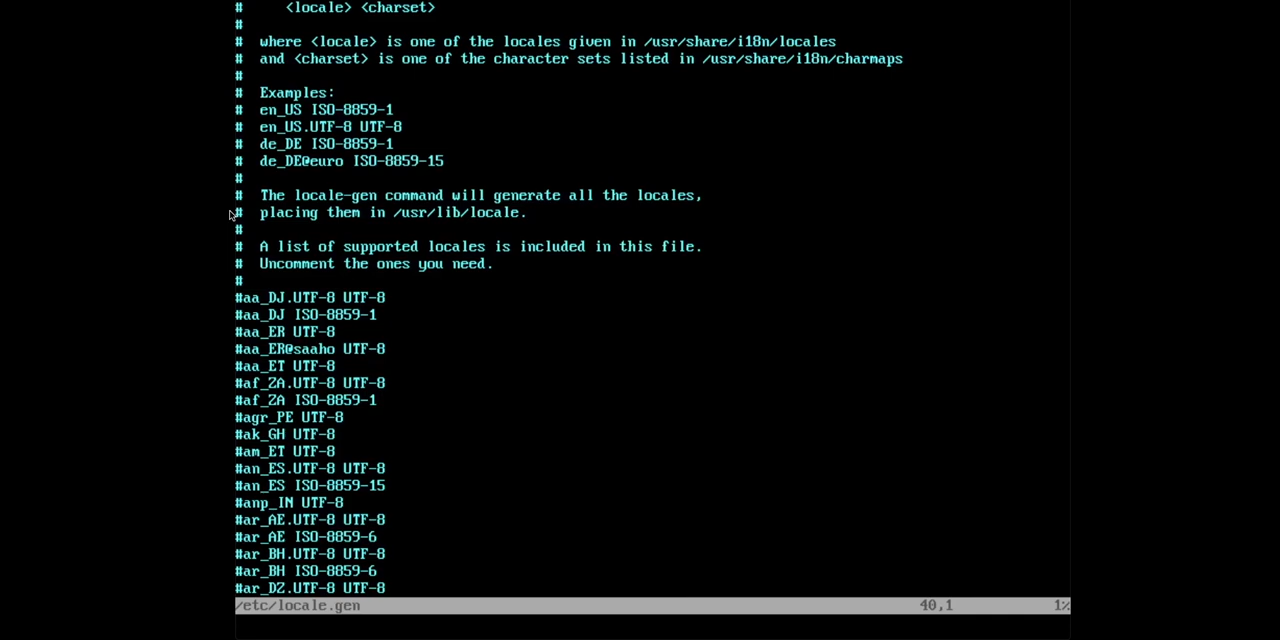 #     <locale> <charset>
#
#  where <locale> is one of the locales given in /usr/share/i18n/locales
#  and <charset> is one of the character sets listed in /usr/share/i18n/charmaps
#
#  Examples:
#  en_US ISO-8859-1
#  en_US.UTF-8 UTF-8
#  de_DE ISO-8859-1
#  de_DE@euro ISO-8859-15
#
#  The locale-gen command will generate all the locales,
#  placing them in /usr/lib/locale.
#
#  A list of supported locales is included in this file.
#  Uncomment the ones you need.
#
#aa_DJ.UTF-8 UTF-8
#aa_DJ ISO-8859-1
#aa_ER UTF-8
#aa_ER@saaho UTF-8
#aa_ET UTF-8
#af_ZA.UTF-8 UTF-8
#af_ZA ISO-8859-1
#agr_PE UTF-8
#ak_GH UTF-8
#am_ET UTF-8
#an_ES.UTF-8 UTF-8
#an_ES ISO-8859-15
#anp_IN UTF-8
#ar_AE.UTF-8 UTF-8
#ar_AE ISO-8859-6
#ar_BH.UTF-8 UTF-8
#ar_BH ISO-8859-6
#ar_DZ.UTF-8 UTF-8
/etc/locale.gen 40,1 1%